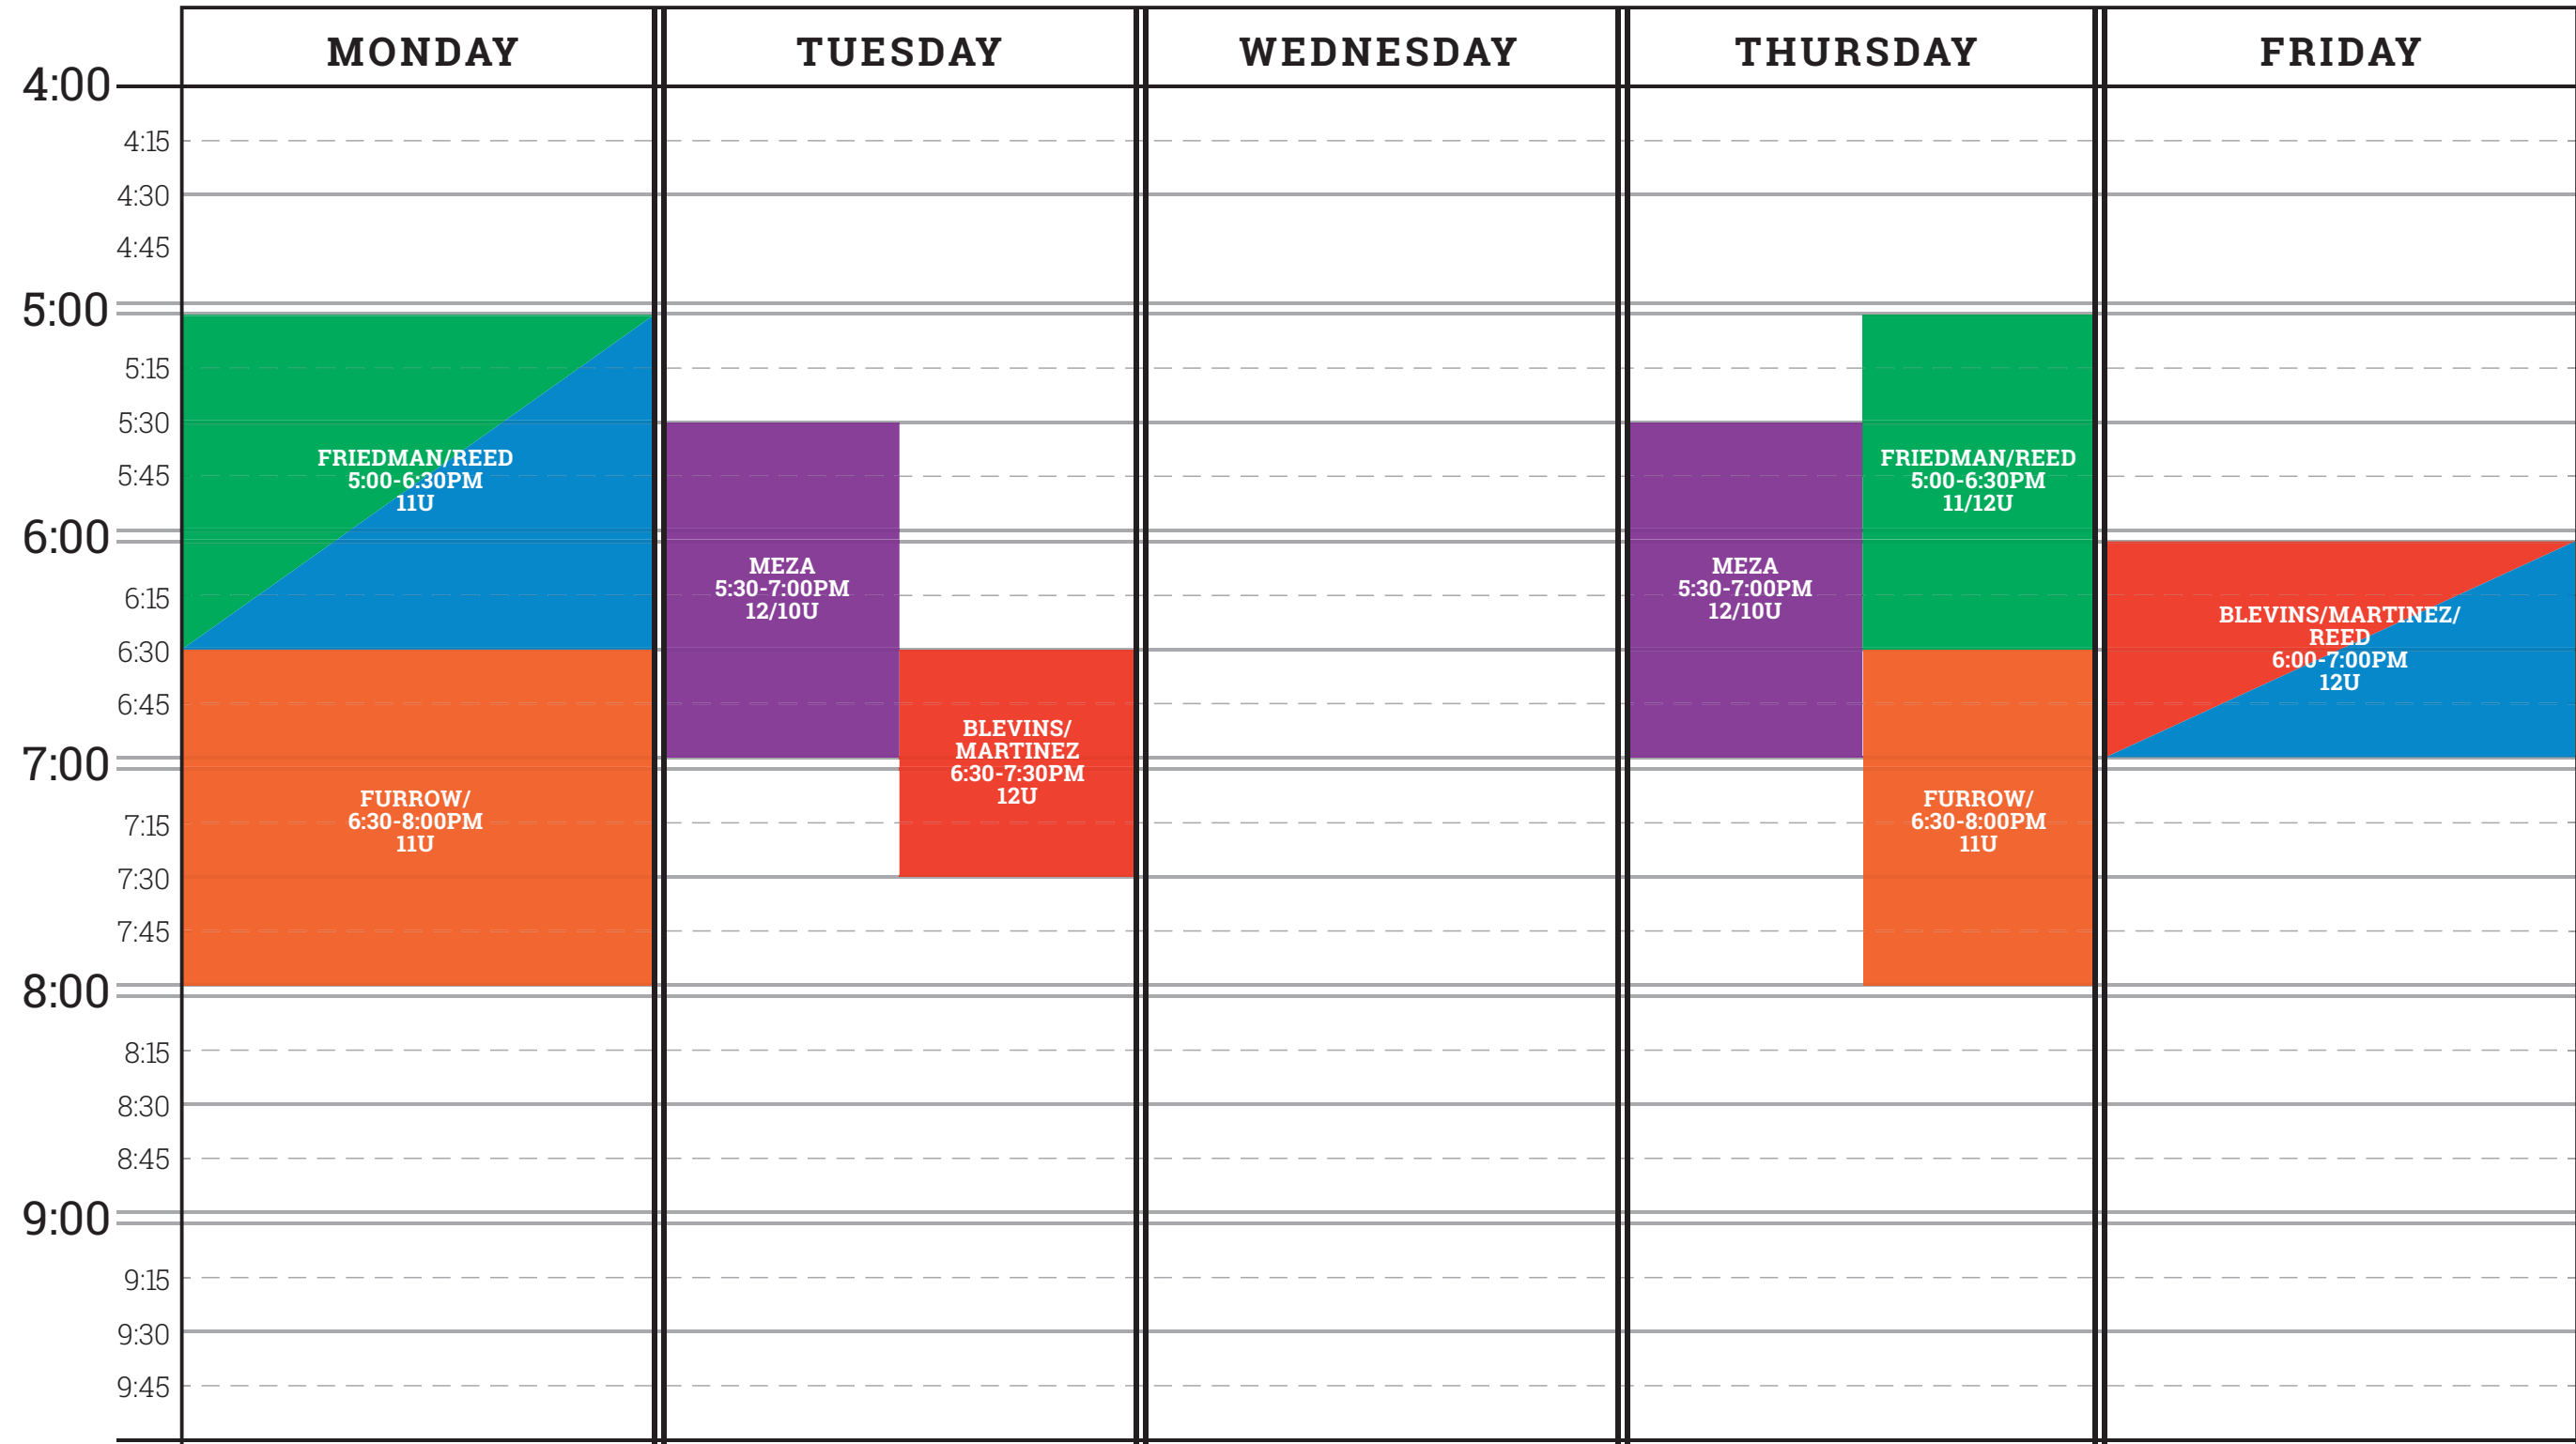 MONDAY
TUESDAY
WEDNESDAY
THURSDAY
FRIDAY
4:00
4:15
4:30
4:45
5:00
5:15
5:30
5:45
6:00
6:15
6:30
6:45
7:00
7:15
7:30
7:45
8:00
8:15
8:30
8:45
9:00
9:15
9:30
9:45
FRIEDMAN/REED
5:00-6:30PM
11U
FURROW/
6:30-8:00PM
11U
MEZA
5:30-7:00PM
12/10U
BLEVINS/
MARTINEZ
6:30-7:30PM
12U
MEZA
5:30-7:00PM
12/10U
FRIEDMAN/REED
5:00-6:30PM
11/12U
FURROW/
6:30-8:00PM
11U
BLEVINS/MARTINEZ/
REED
6:00-7:00PM
12U